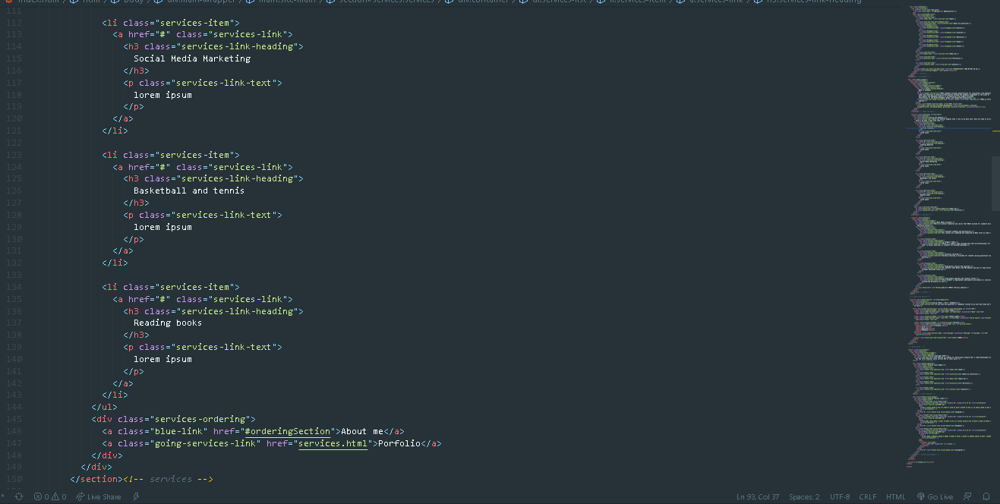 index.html / html / body / div.main-wrapper / main.site-main / section#services.services / div.container / ul.services-list / li.services-item / a.services-link / h3.services-link-heading
111
112 <li class="services-item">
113 <a href="#" class="services-link">
114 <h3 class="services-link-heading">
115 Social Media Marketing
116 </h3>
117 <p class="services-link-text">
118 lorem ipsum
119 </p>
120 </a>
121 </li>
122
123 <li class="services-item">
124 <a href="#" class="services-link">
125 <h3 class="services-link-heading">
126 Basketball and tennis
127 </h3>
128 <p class="services-link-text">
129 lorem ipsum
130 </p>
131 </a>
132 </li>
133
134 <li class="services-item">
135 <a href="#" class="services-link">
136 <h3 class="services-link-heading">
137 Reading books
138 </h3>
139 <p class="services-link-text">
140 lorem ipsum
141 </p>
142 </a>
143 </li>
144 </ul>
145 <div class="services-ordering">
146 <a class="blue-link" href="#orderingSection">About me</a>
147 <a class="going-services-link" href="services.html">Porfolio</a>
148 </div>
149 </div>
150 </section><!-- services -->
0 0 Live Share Ln 93, Col 37 Spaces: 2 UTF-8 CRLF HTML Go Live